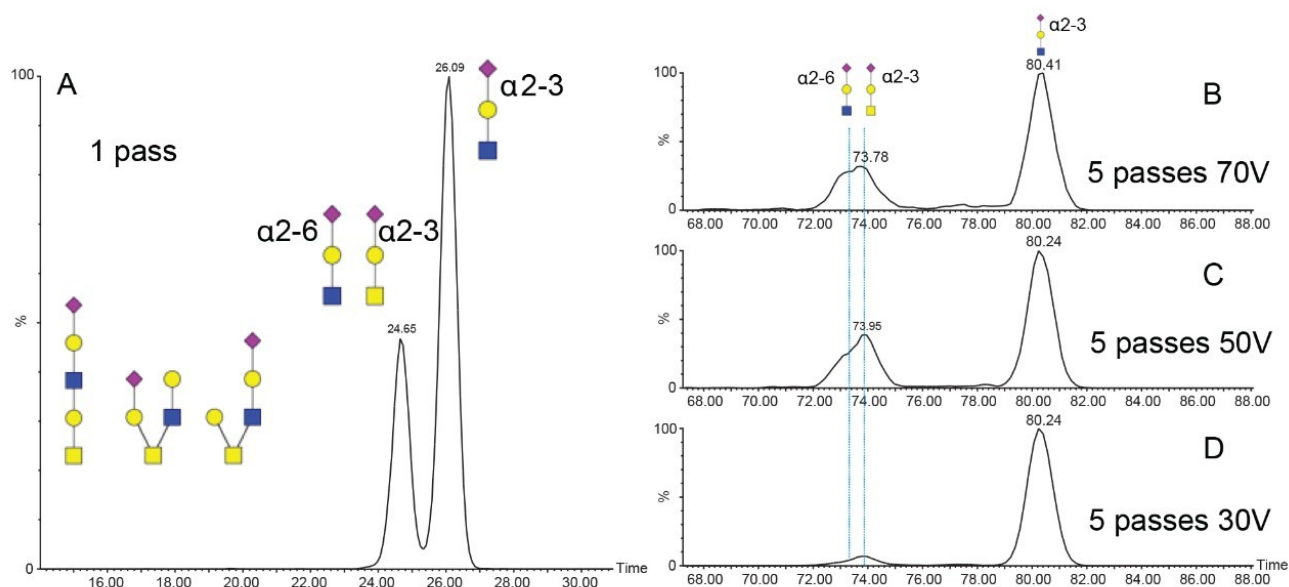 A
1 pass
100
%
0
26.09
α2-3
α2-6
α2-3
24.65
16.00 18.00 20.00 22.00 24.00 26.00 28.00 30.00 Time
α2-3
α2-6
α2-3
B
5 passes 70V
100
%
0
73.78
80.41
68.00 70.00 72.00 74.00 76.00 78.00 80.00 82.00 84.00 86.00 88.00
C
5 passes 50V
100
%
0
73.95
80.24
68.00 70.00 72.00 74.00 76.00 78.00 80.00 82.00 84.00 86.00 88.00
D
5 passes 30V
100
%
0
80.24
68.00 70.00 72.00 74.00 76.00 78.00 80.00 82.00 84.00 86.00 88.00 Time